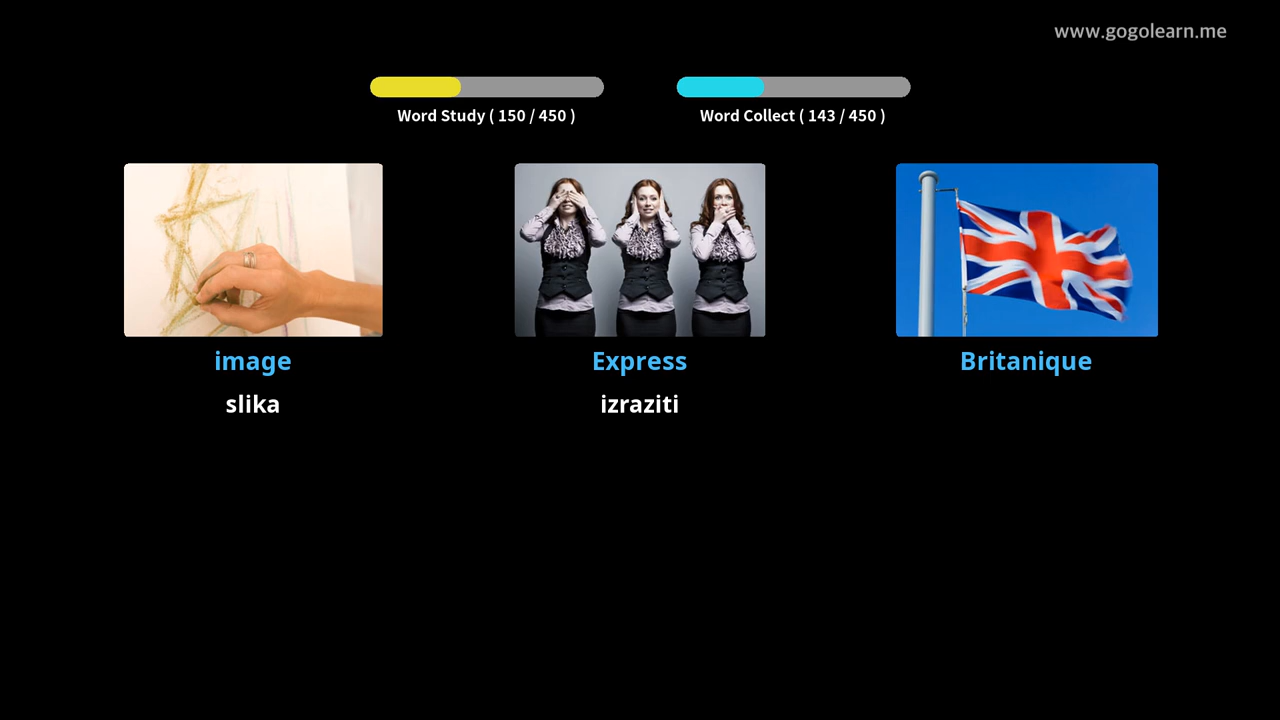 www.gogolearn.me
Word Study ( 150 / 450 )
Word Collect ( 143 / 450 )
image
Express
Britanique
slika
izraziti